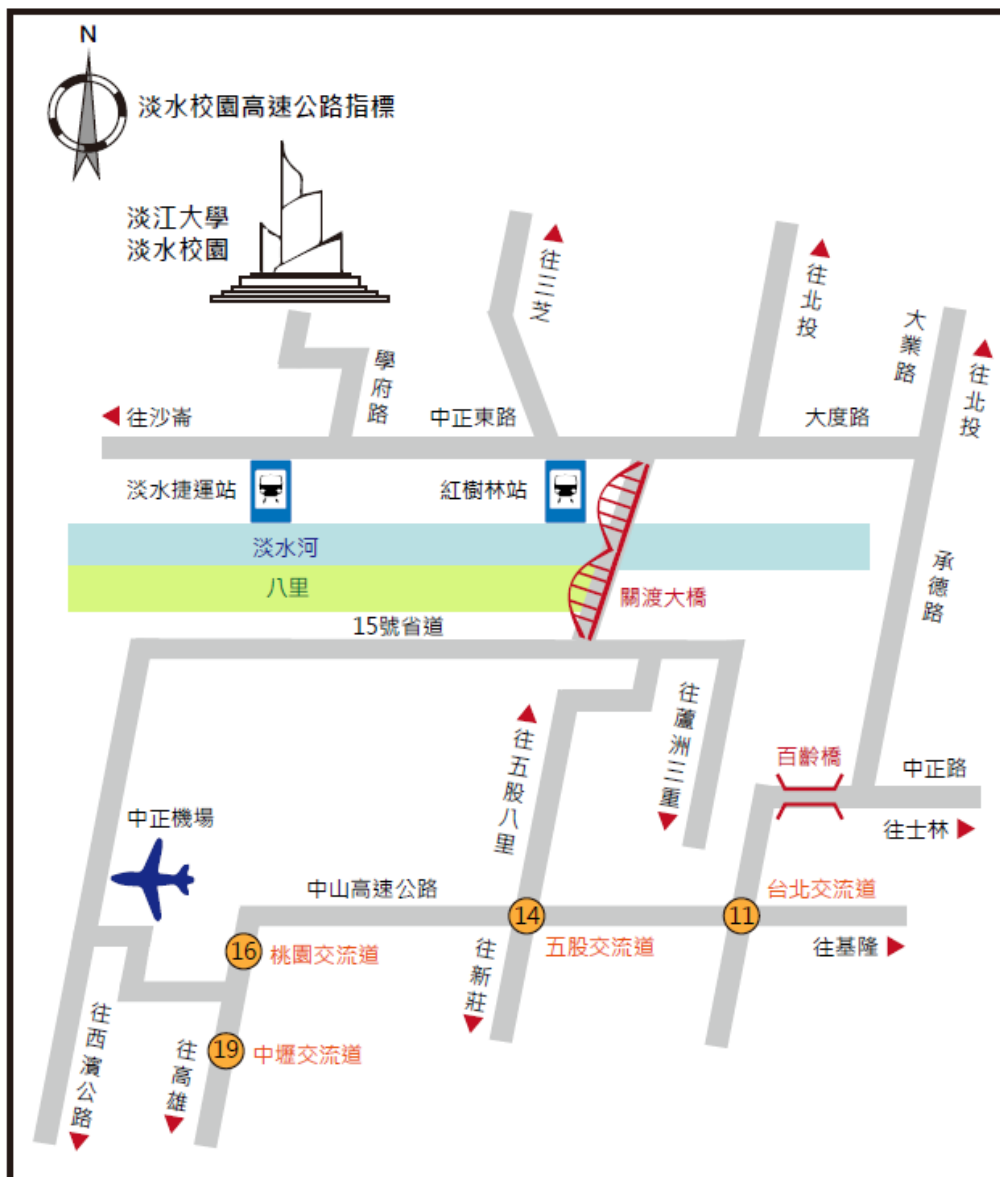 N
淡水校園高速公路指標
淡江大學
淡水校園
往三芝
往北投
大業路
往北投
學府路
往沙崙
中正東路
大度路
淡水捷運站
紅樹林站
淡水河
八里
關渡大橋
承德路
15號省道
往五股八里
往蘆洲三重
百齡橋
中正路
往士林
中正機場
中山高速公路
台北交流道
14
11
16
桃園交流道
五股交流道
往基隆
往新莊
往西濱公路
往高雄
19
中壢交流道